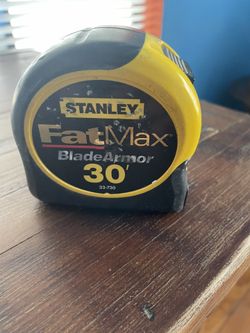 STANLEY
FatMax
BladeArmor
30'
33-730